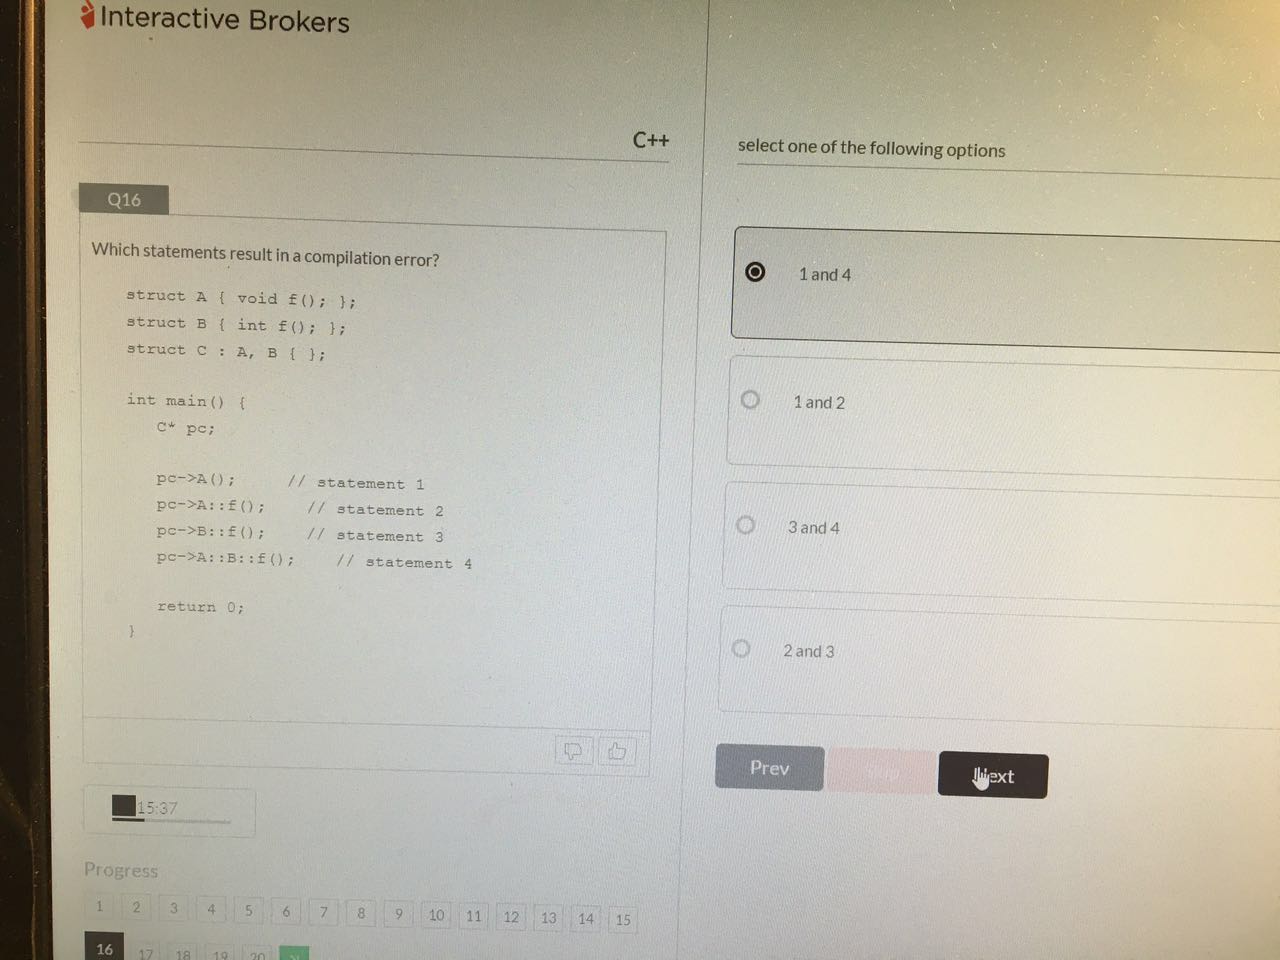 Interactive Brokers
C++
Q16
Which statements result in a compilation error?
struct A { void f(); };
struct B { int f(); };
struct C : A, B { };
int main() {
C* pc;
pc->A(); // statement 1
pc->A::f(); // statement 2
pc->B::f(); // statement 3
pc->A::B::f(); // statement 4
return 0;
}
15:37
Progress
1 2 3 4 5 6 7 8 9 10 11 12 13 14 15
16 17 18 19 20
select one of the following options
1 and 4
1 and 2
3 and 4
2 and 3
Prev Skip Next